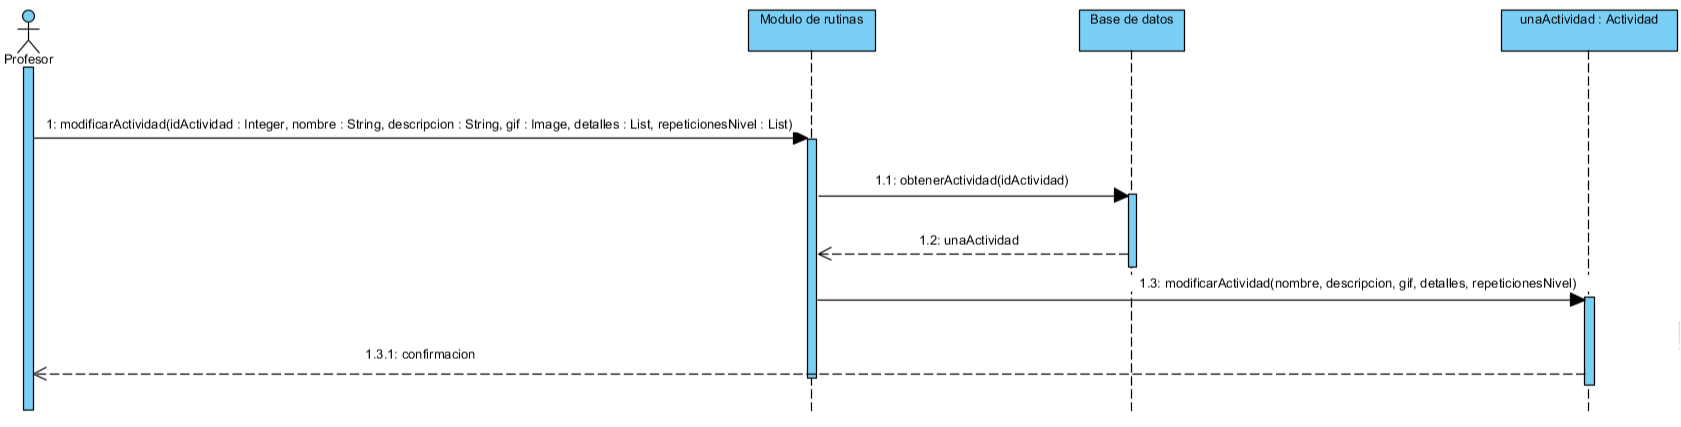 Modulo de rutinas
Base de datos
unaActividad : Actividad
Profesor
1: modificarActividad(idActividad : Integer, nombre : String, descripcion : String, gif : Image, detalles : List, repeticionesNivel : List)
1.1: obtenerActividad(idActividad)
1.2: unaActividad
1.3: modificarActividad(nombre, descripcion, gif, detalles, repeticionesNivel)
1.3.1: confirmacion